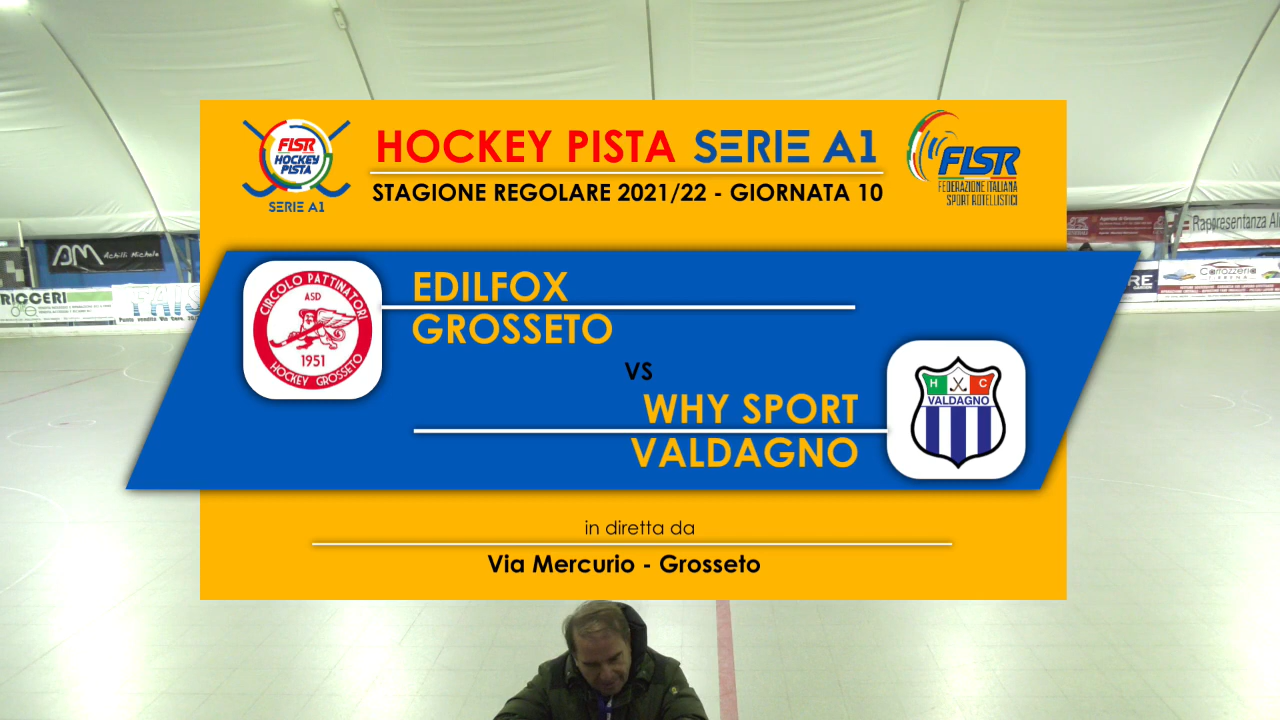 FISR
HOCKEY
PISTA
SERIE A1
HOCKEY PISTA SERIE A1
STAGIONE REGOLARE 2021/22 - GIORNATA 10
FISR
FEDERAZIONE ITALIANA
SPORT ROTELLISTICI
AM Achilli Michele
RICCERI
Rappresentanza
Carrozzeria
CIRCOLO PATTINATORI
ASD
1951
HOCKEY GROSSETO
EDILFOX
GROSSETO
VS
WHY SPORT
VALDAGNO
H C
VALDAGNO
in diretta da
Via Mercurio - Grosseto